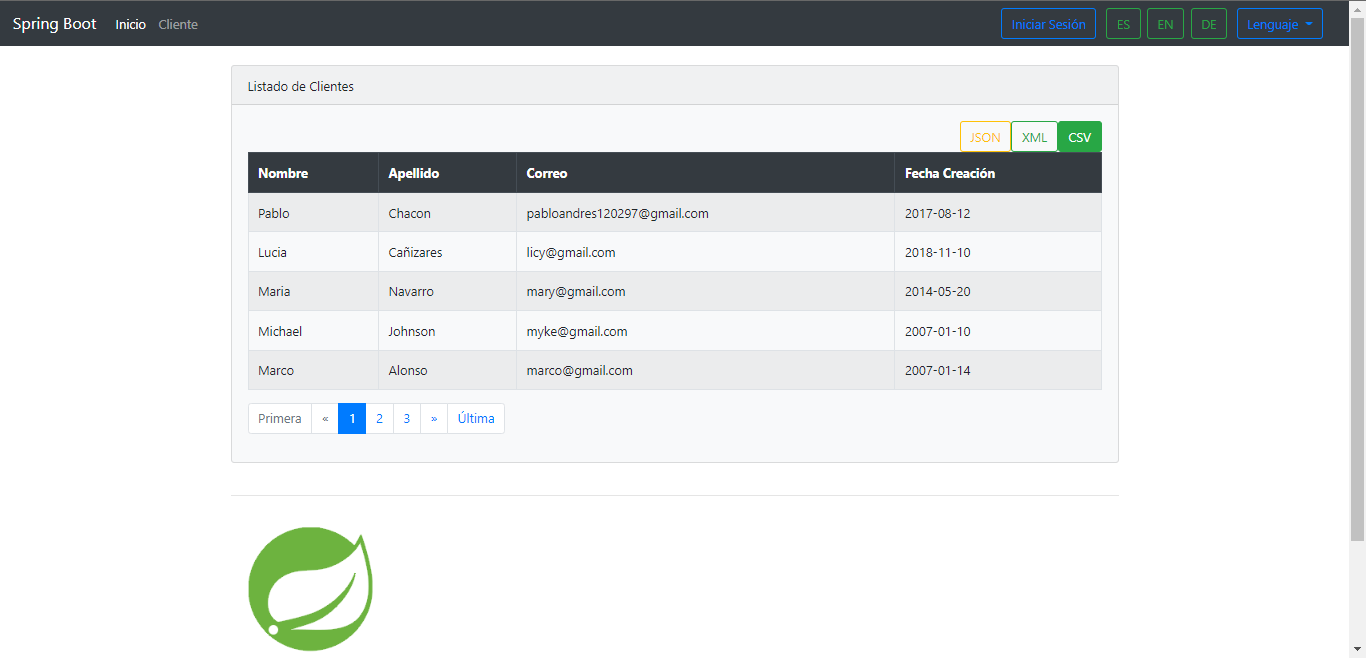 Spring Boot Inicio Cliente Iniciar Sesión ES EN DE Lenguaje
Listado de Clientes
JSON XML CSV
Nombre Apellido Correo Fecha Creación
Pablo Chacon pabloandres120297@gmail.com 2017-08-12
Lucia Cañizares licy@gmail.com 2018-11-10
Maria Navarro mary@gmail.com 2014-05-20
Michael Johnson myke@gmail.com 2007-01-10
Marco Alonso marco@gmail.com 2007-01-14
Primera « 1 2 3 » Última